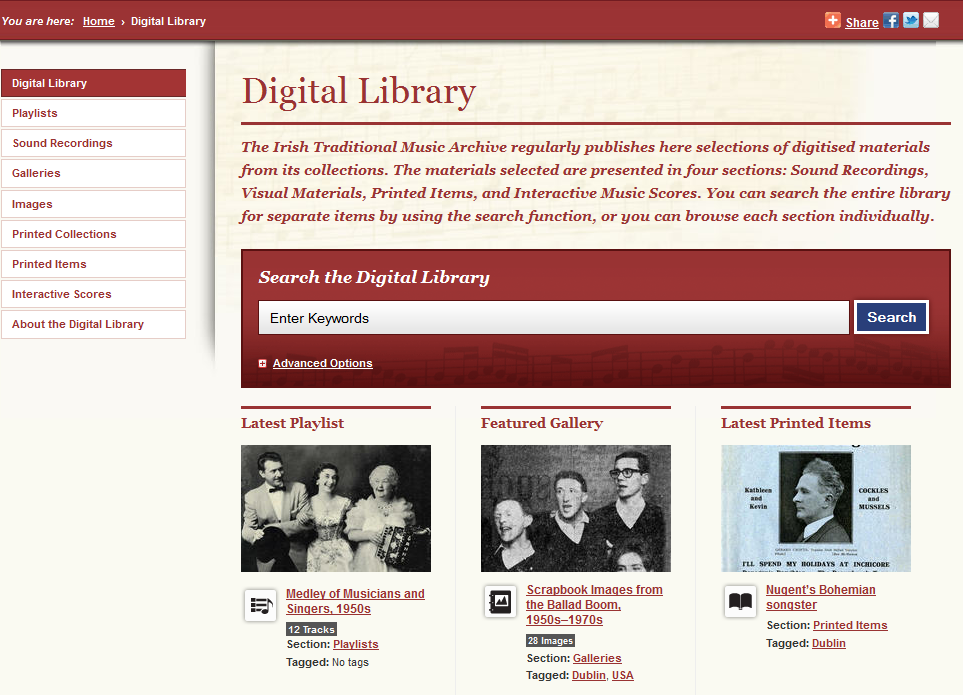 You are here: Home › Digital Library
Share
Digital Library
Playlists
Sound Recordings
Galleries
Images
Printed Collections
Printed Items
Interactive Scores
About the Digital Library
Digital Library
The Irish Traditional Music Archive regularly publishes here selections of digitised materials
from its collections. The materials selected are presented in four sections: Sound Recordings,
Visual Materials, Printed Items, and Interactive Music Scores. You can search the entire library
for separate items by using the search function, or you can browse each section individually.
Search the Digital Library
Enter Keywords
Search
Advanced Options
Latest Playlist
Medley of Musicians and
Singers, 1950s
12 Tracks
Section: Playlists
Tagged: No tags
Featured Gallery
Scrapbook Images from
the Ballad Boom,
1950s–1970s
28 Images
Section: Galleries
Tagged: Dublin, USA
Latest Printed Items
Kathleen
and
Kevin
COCKLES
and
MUSSELS
I'LL SPEND MY HOLIDAYS AT INCHICORE
Nugent's Bohemian
songster
Section: Printed Items
Tagged: Dublin